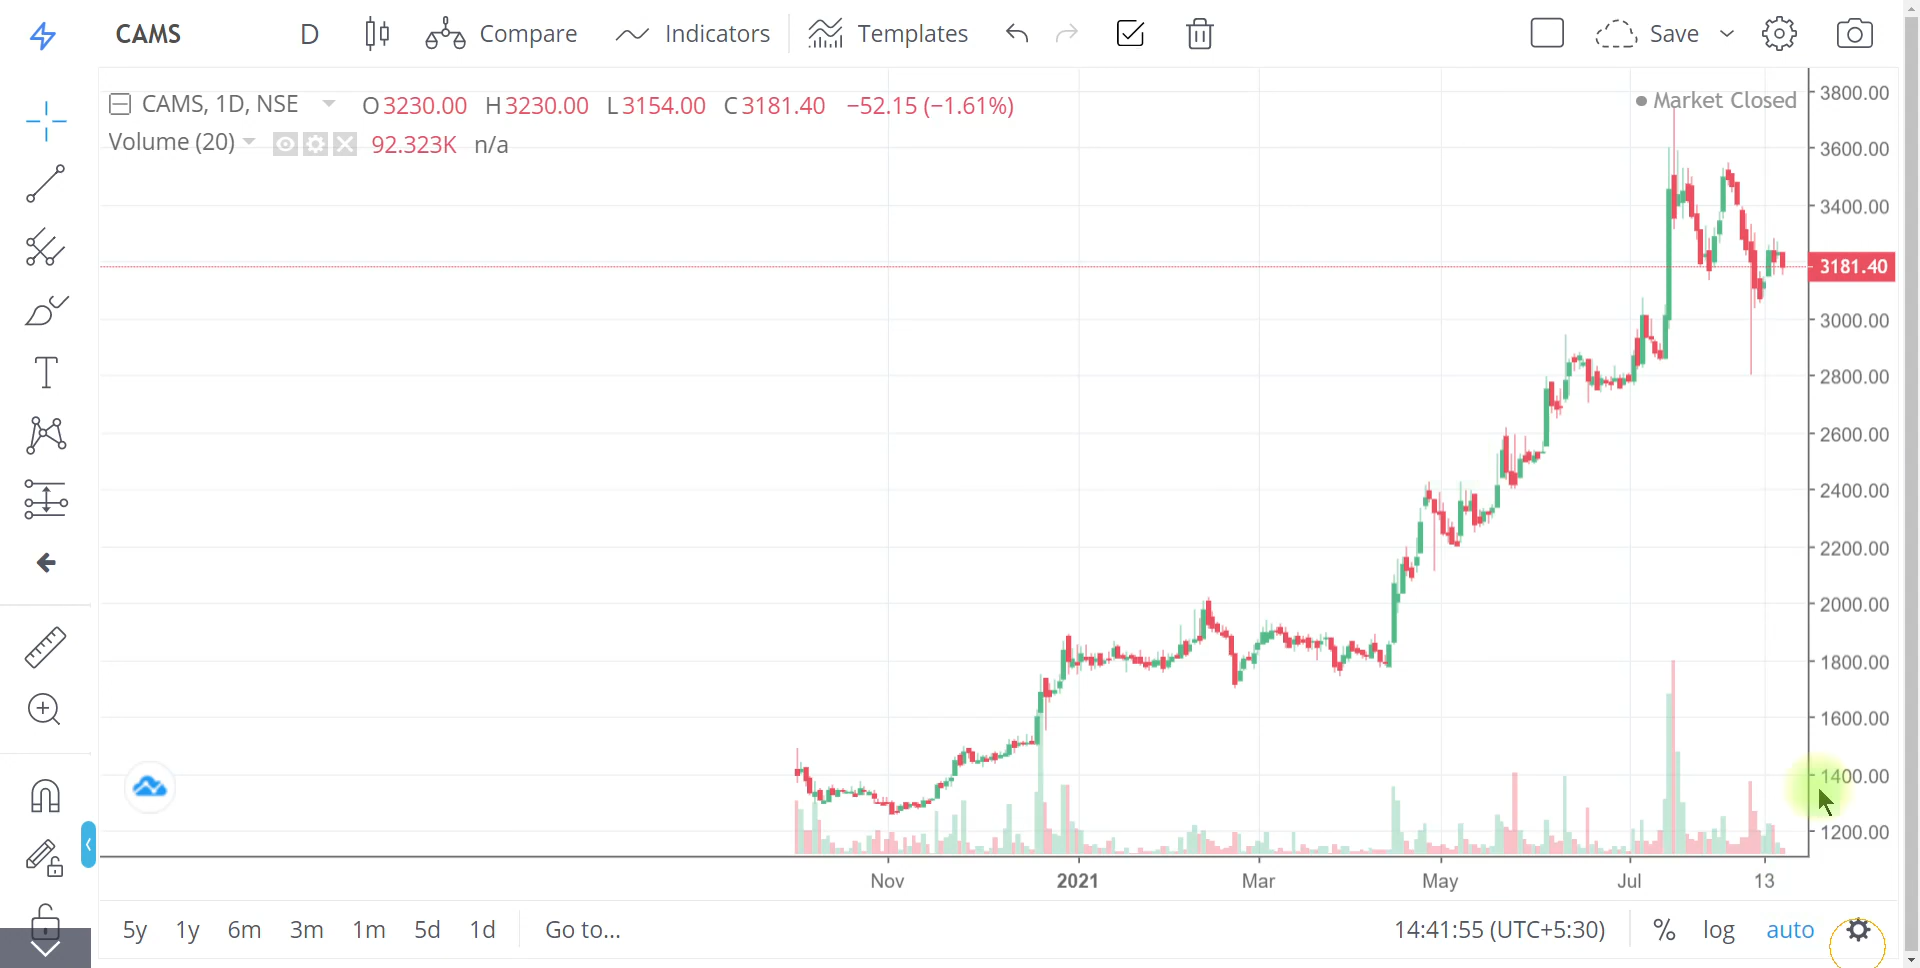 CAMS D Compare Indicators Templates Save
CAMS, 1D, NSE O3230.00 H3230.00 L3154.00 C3181.40 −52.15 (−1.61%)
Market Closed
Volume (20) 92.323K n/a
3800.00
3600.00
3400.00
3181.40
3000.00
2800.00
2600.00
2400.00
2200.00
2000.00
1800.00
1600.00
1400.00
1200.00
Nov 2021 Mar May Jul 13
5y 1y 6m 3m 1m 5d 1d Go to... 14:41:55 (UTC+5:30) % log auto